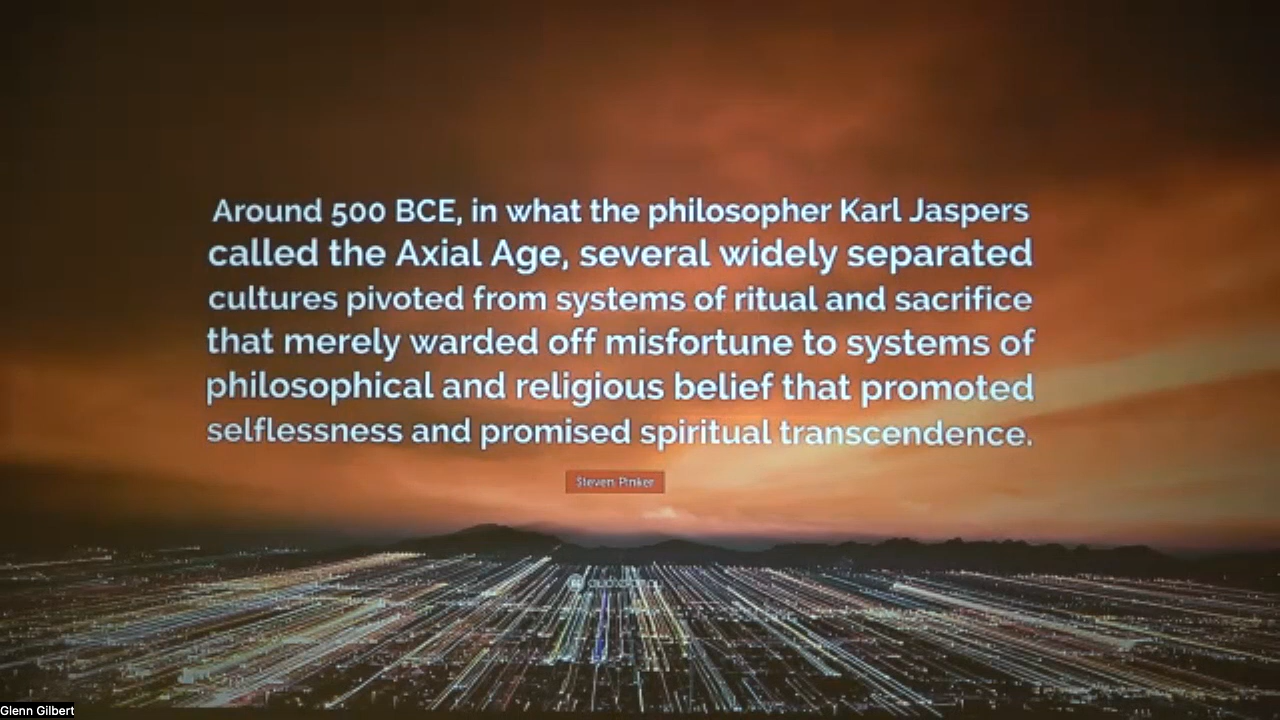 Around 500 BCE, in what the philosopher Karl Jaspers
called the Axial Age, several widely separated
cultures pivoted from systems of ritual and sacrifice
that merely warded off misfortune to systems of
philosophical and religious belief that promoted
selflessness and promised spiritual transcendence.
Steven Pinker
quotefancy
Glenn Gilbert